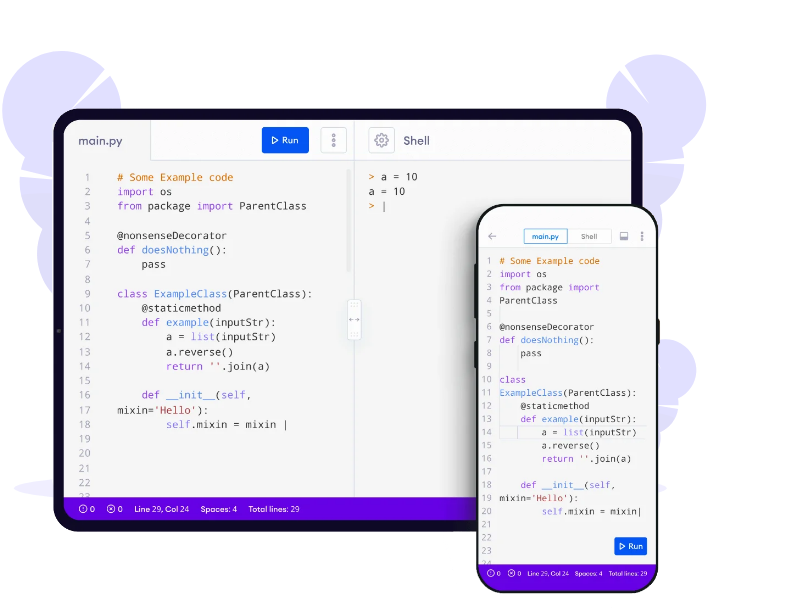 main.py
Run
Shell
1 # Some Example code
2 import os
3 from package import ParentClass
4
5 @nonsenseDecorator
6 def doesNothing():
7 pass
8
9 class ExampleClass(ParentClass):
10 @staticmethod
11 def example(inputStr):
12 a = list(inputStr)
13 a.reverse()
14 return ''.join(a)
15
16 def __init__(self,
17 mixin='Hello'):
18 self.mixin = mixin |
19
20
21
22
23
0 0 Line 29, Col 24 Spaces: 4 Total lines: 29
> a = 10
a = 10
> |
main.py Shell
1 # Some Example code
2 import os
3 from package import
4 ParentClass
5
6 @nonsenseDecorator
7 def doesNothing():
8 pass
9
10 class
11 ExampleClass(ParentClass):
12 @staticmethod
13 def example(inputStr):
14 a = list(inputStr)
15 a.reverse()
16 return ''.join(a)
17
18 def __init__(self,
19 mixin='Hello'):
20 self.mixin = mixin|
21
22
23
24
Run
0 0 Line 29, Col 24 Spaces: 4 Total lines: 29